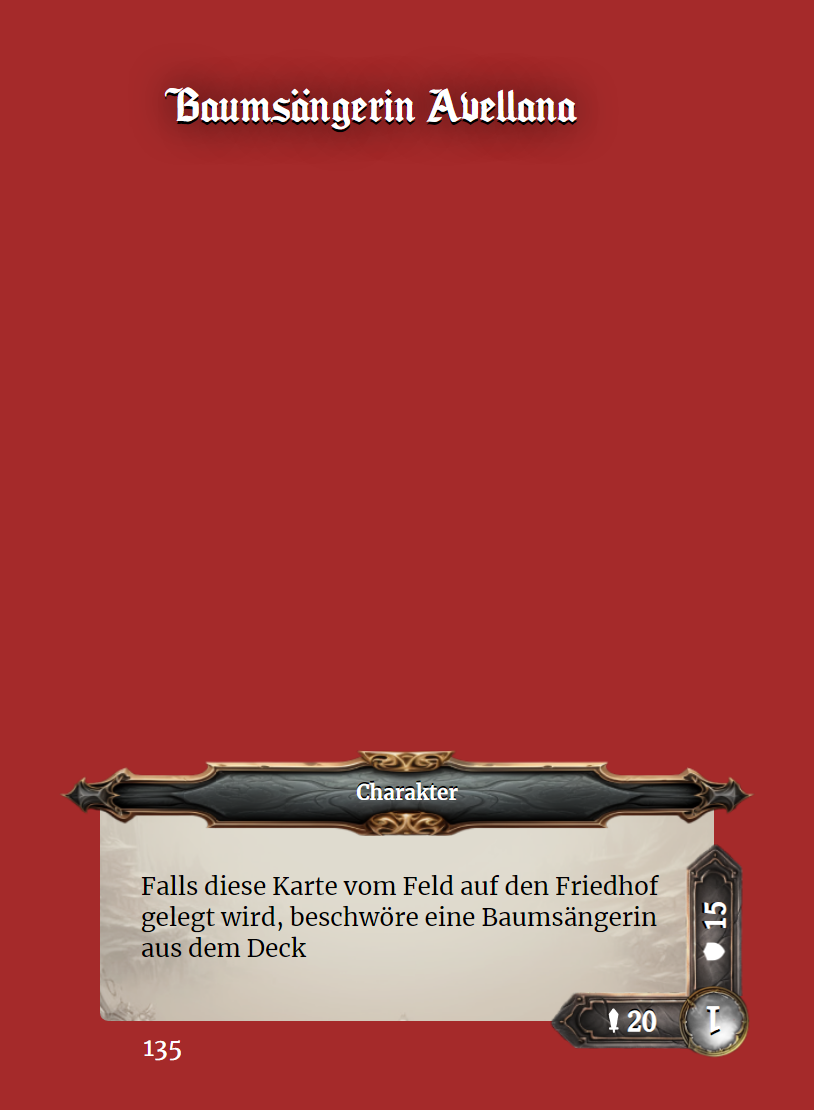 Baumsängerin Avellana
Charakter
Falls diese Karte vom Feld auf den Friedhof
gelegt wird, beschwöre eine Baumsängerin
aus dem Deck
15
20
1
135